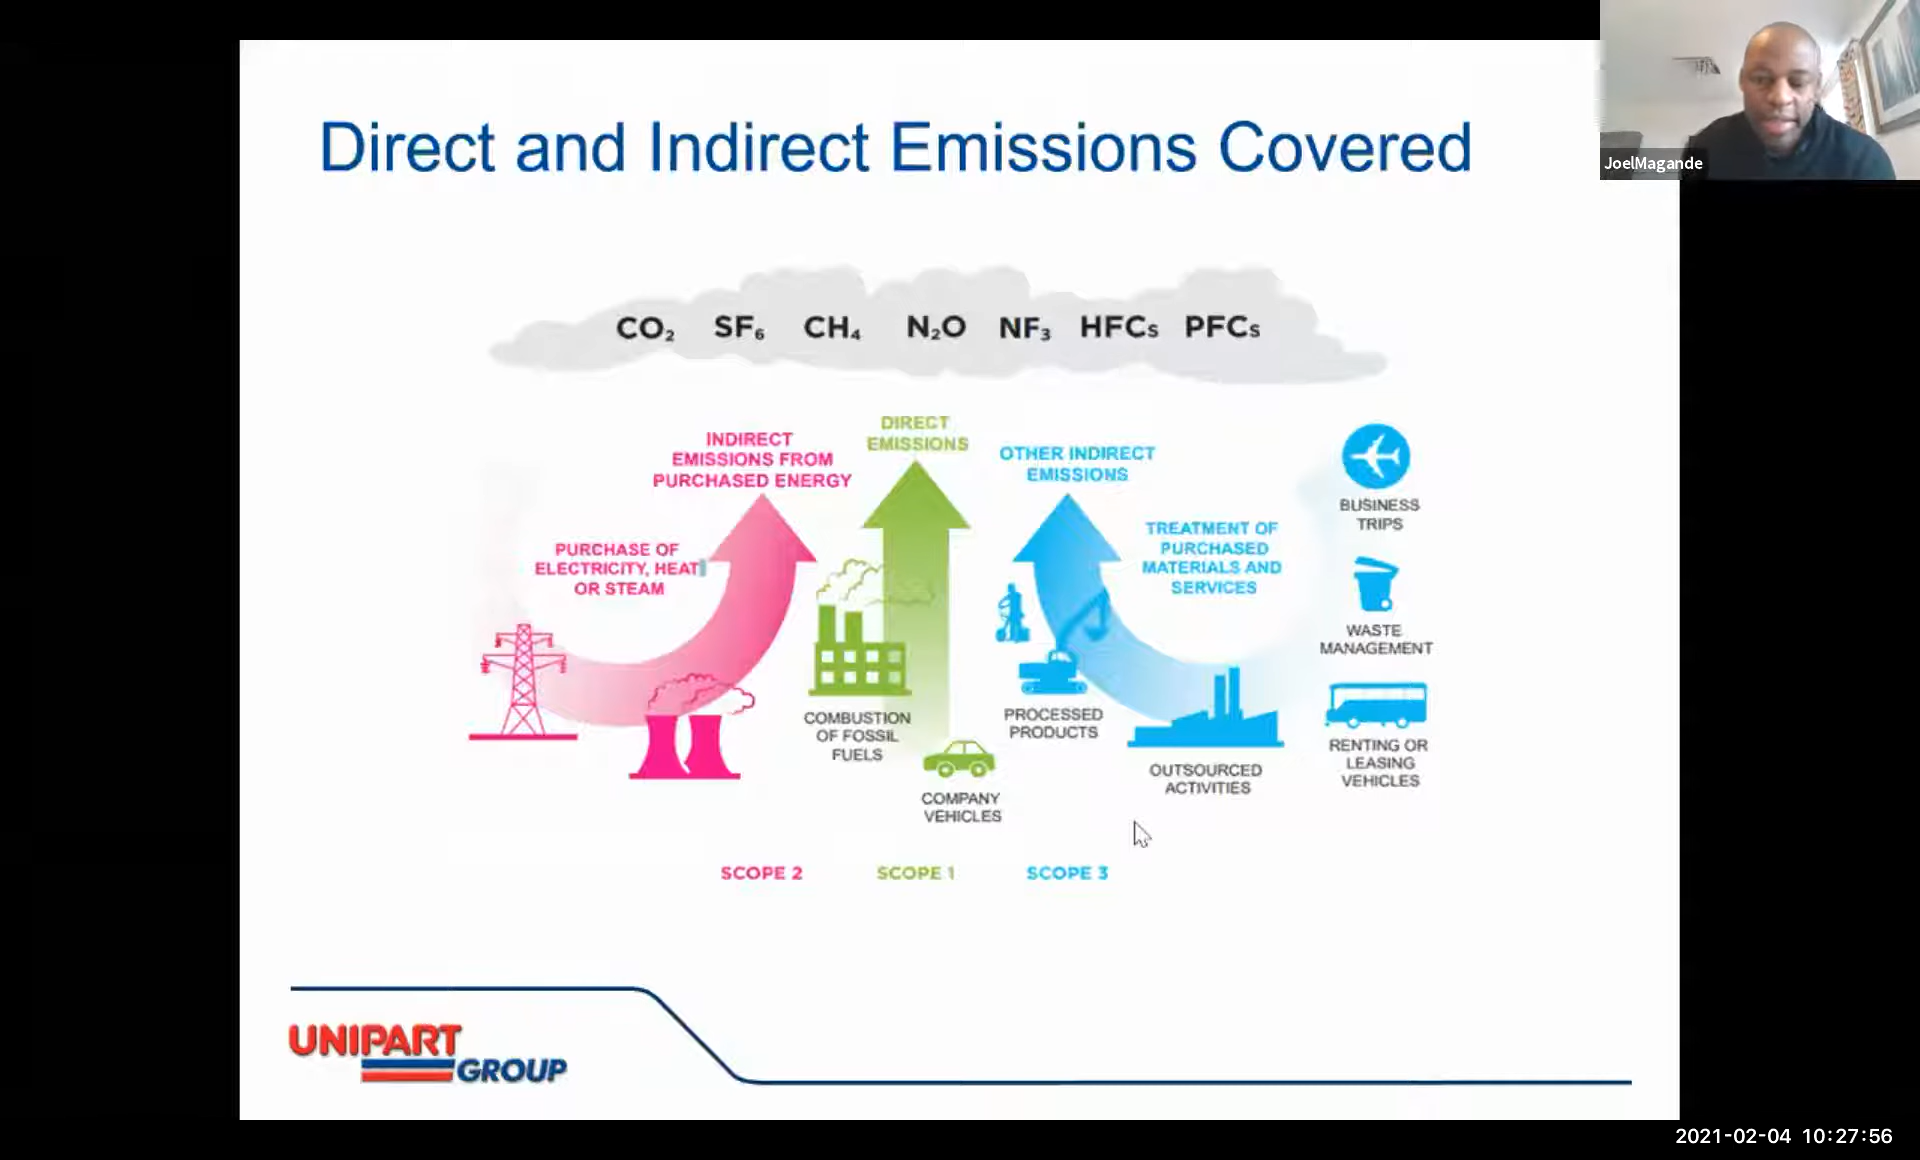 Direct and Indirect Emissions Covered
JoelMagande
CO₂ SF₆ CH₄ N₂O NF₃ HFCs PFCs
INDIRECT
EMISSIONS FROM
PURCHASED ENERGY
DIRECT
EMISSIONS
OTHER INDIRECT
EMISSIONS
PURCHASE OF
ELECTRICITY, HEAT
OR STEAM
TREATMENT OF
PURCHASED
MATERIALS AND
SERVICES
BUSINESS
TRIPS
WASTE
MANAGEMENT
RENTING OR
LEASING
VEHICLES
COMBUSTION
OF FOSSIL
FUELS
COMPANY
VEHICLES
PROCESSED
PRODUCTS
OUTSOURCED
ACTIVITIES
SCOPE 2 SCOPE 1 SCOPE 3
UNIPART
GROUP
2021-02-04 10:27:56